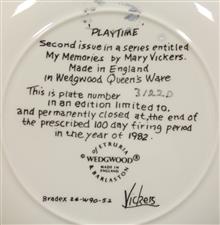 "PLAYTIME"
Second issue in a series entitled
My Memories by Mary Vickers.
Made in England
in Wedgwood Queen's Ware
This is plate number 3122D
in an edition limited to,
and permanently closed at, the end of
the prescribed 100 day firing period
in the year of 1982.
OF ETRURIA
WEDGWOOD®
MADE IN
ENGLAND
& BARLASTON
Bradex 26-W90-5.2
Vickers